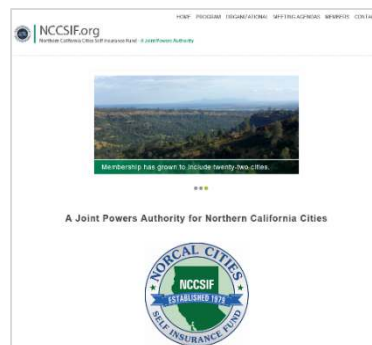 HOME PROGRAM ORGANIZATIONAL MEETING AGENDAS MEMBERS CONTA
NCCSIF.org
Northern California Cities Self Insurance Fund - A Joint Powers Authority
Membership has grown to include twenty-two cities.
A Joint Powers Authority for Northern California Cities
NORCAL CITIES
NCCSIF
ESTABLISHED 1979
SELF INSURANCE FUND